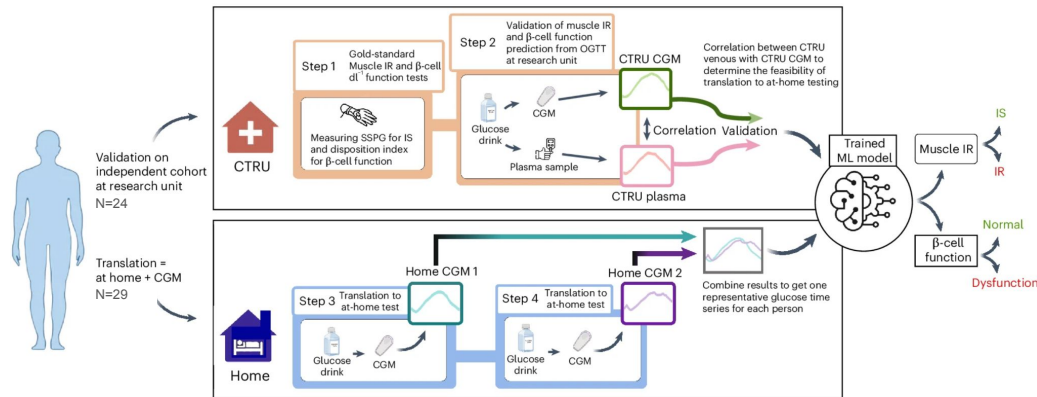 Validation on
independent cohort
at research unit
N=24
Translation =
at home + CGM
N=29
CTRU
Step 1
Gold-standard
Muscle IR and β-cell
dl⁻¹ function tests
Measuring SSPG for IS
and disposition index
for β-cell function
Step 2
Validation of muscle IR
and β-cell function
prediction from OGTT
at research unit
Glucose
drink
CGM
Plasma sample
CTRU CGM
Correlation
CTRU plasma
Correlation between CTRU
venous with CTRU CGM to
determine the feasibility of
translation to at-home testing
Validation
Home
Step 3
Translation to
at-home test
Home CGM 1
Glucose
drink
CGM
Step 4
Translation to
at-home test
Home CGM 2
Glucose
drink
CGM
Combine results to get one
representative glucose time
series for each person
Trained
ML model
Muscle IR
IS
IR
β-cell
function
Normal
Dysfunction